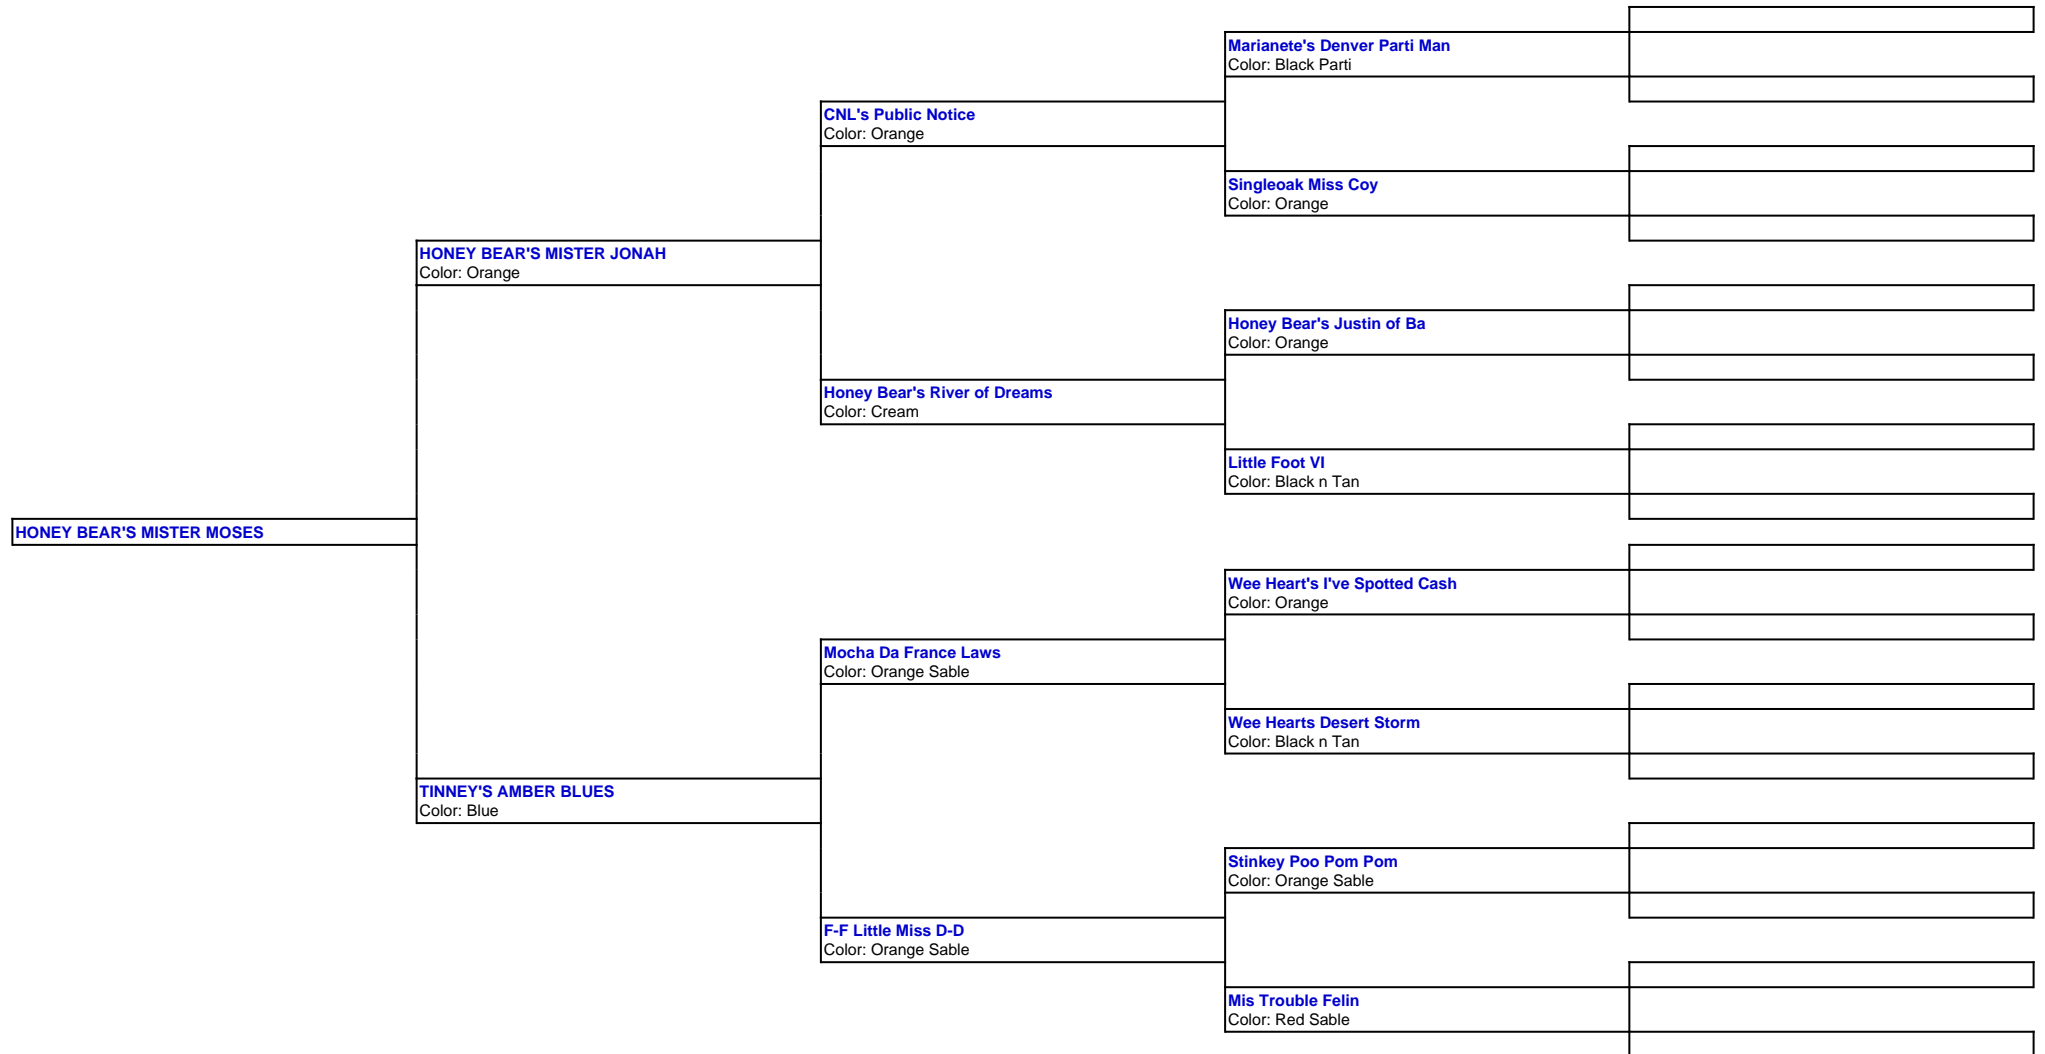 Marianete's Denver Parti Man
Color: Black Parti
CNL's Public Notice
Color: Orange
Singleoak Miss Coy
Color: Orange
HONEY BEAR'S MISTER JONAH
Color: Orange
Honey Bear's Justin of Ba
Color: Orange
Honey Bear's River of Dreams
Color: Cream
Little Foot VI
Color: Black n Tan
HONEY BEAR'S MISTER MOSES
Wee Heart's I've Spotted Cash
Color: Orange
Mocha Da France Laws
Color: Orange Sable
Wee Hearts Desert Storm
Color: Black n Tan
TINNEY'S AMBER BLUES
Color: Blue
Stinkey Poo Pom Pom
Color: Orange Sable
F-F Little Miss D-D
Color: Orange Sable
Mis Trouble Felin
Color: Red Sable